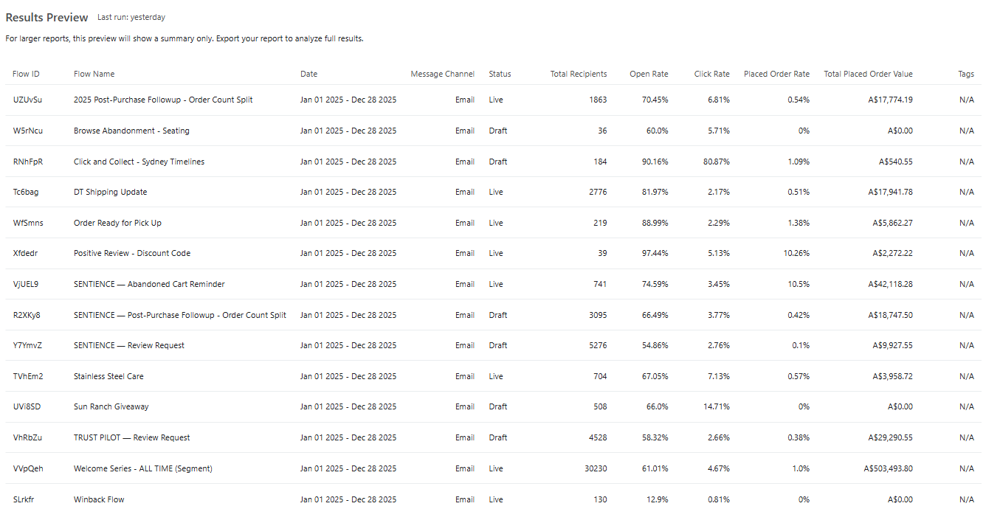 Results Preview Last run: yesterday
For larger reports, this preview will show a summary only. Export your report to analyze full results.
Flow ID Flow Name Date Message Channel Status Total Recipients Open Rate Click Rate Placed Order Rate Total Placed Order Value Tags
UZUvSu 2025 Post-Purchase Followup - Order Count Split Jan 01 2025 - Dec 28 2025 Email Live 1863 70.45% 6.81% 0.54% A$17,774.19 N/A
W5rNcu Browse Abandonment - Seating Jan 01 2025 - Dec 28 2025 Email Draft 36 60.0% 5.71% 0% A$0.00 N/A
RNhFpR Click and Collect - Sydney Timelines Jan 01 2025 - Dec 28 2025 Email Draft 184 90.16% 80.87% 1.09% A$540.55 N/A
Tc6bag DT Shipping Update Jan 01 2025 - Dec 28 2025 Email Live 2776 81.97% 2.17% 0.51% A$17,941.78 N/A
WfSmns Order Ready for Pick Up Jan 01 2025 - Dec 28 2025 Email Live 219 88.99% 2.29% 1.38% A$5,862.27 N/A
Xfdedr Positive Review - Discount Code Jan 01 2025 - Dec 28 2025 Email Live 39 97.44% 5.13% 10.26% A$2,272.22 N/A
VjUEL9 SENTIENCE — Abandoned Cart Reminder Jan 01 2025 - Dec 28 2025 Email Live 741 74.59% 3.45% 10.5% A$42,118.28 N/A
R2XKy8 SENTIENCE — Post-Purchase Followup - Order Count Split Jan 01 2025 - Dec 28 2025 Email Draft 3095 66.49% 3.77% 0.42% A$18,747.50 N/A
Y7YmvZ SENTIENCE — Review Request Jan 01 2025 - Dec 28 2025 Email Draft 5276 54.86% 2.76% 0.1% A$9,927.55 N/A
TVhEm2 Stainless Steel Care Jan 01 2025 - Dec 28 2025 Email Live 704 67.05% 7.13% 0.57% A$3,958.72 N/A
UVi8SD Sun Ranch Giveaway Jan 01 2025 - Dec 28 2025 Email Draft 508 66.0% 14.71% 0% A$0.00 N/A
VhRbZu TRUST PILOT — Review Request Jan 01 2025 - Dec 28 2025 Email Draft 4528 58.32% 2.66% 0.38% A$29,290.55 N/A
VVpQeh Welcome Series - ALL TIME (Segment) Jan 01 2025 - Dec 28 2025 Email Live 30230 61.01% 4.67% 1.0% A$503,493.80 N/A
SLrkfr Winback Flow Jan 01 2025 - Dec 28 2025 Email Live 130 12.9% 0.81% 0% A$0.00 N/A